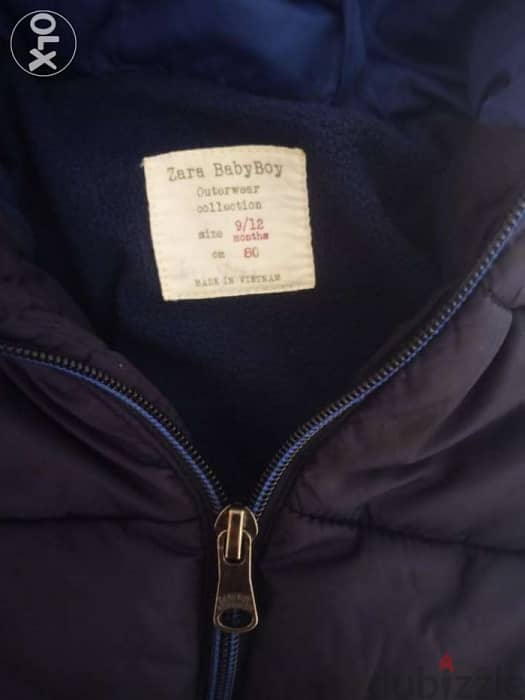 OLX
Zara BabyBoy
Outerwear
collection
size 9/12 months
cm 80
MADE IN VIETNAM
dubizzle